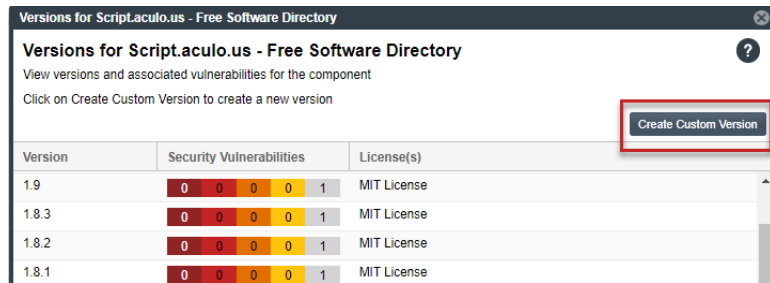 Versions for Script.aculo.us - Free Software Directory
Versions for Script.aculo.us - Free Software Directory
?
View versions and associated vulnerabilities for the component
Click on Create Custom Version to create a new version
Create Custom Version
Version Security Vulnerabilities License(s)
1.9 0 0 0 0 1 MIT License
1.8.3 0 0 0 0 1 MIT License
1.8.2 0 0 0 0 1 MIT License
1.8.1 0 0 0 0 1 MIT License